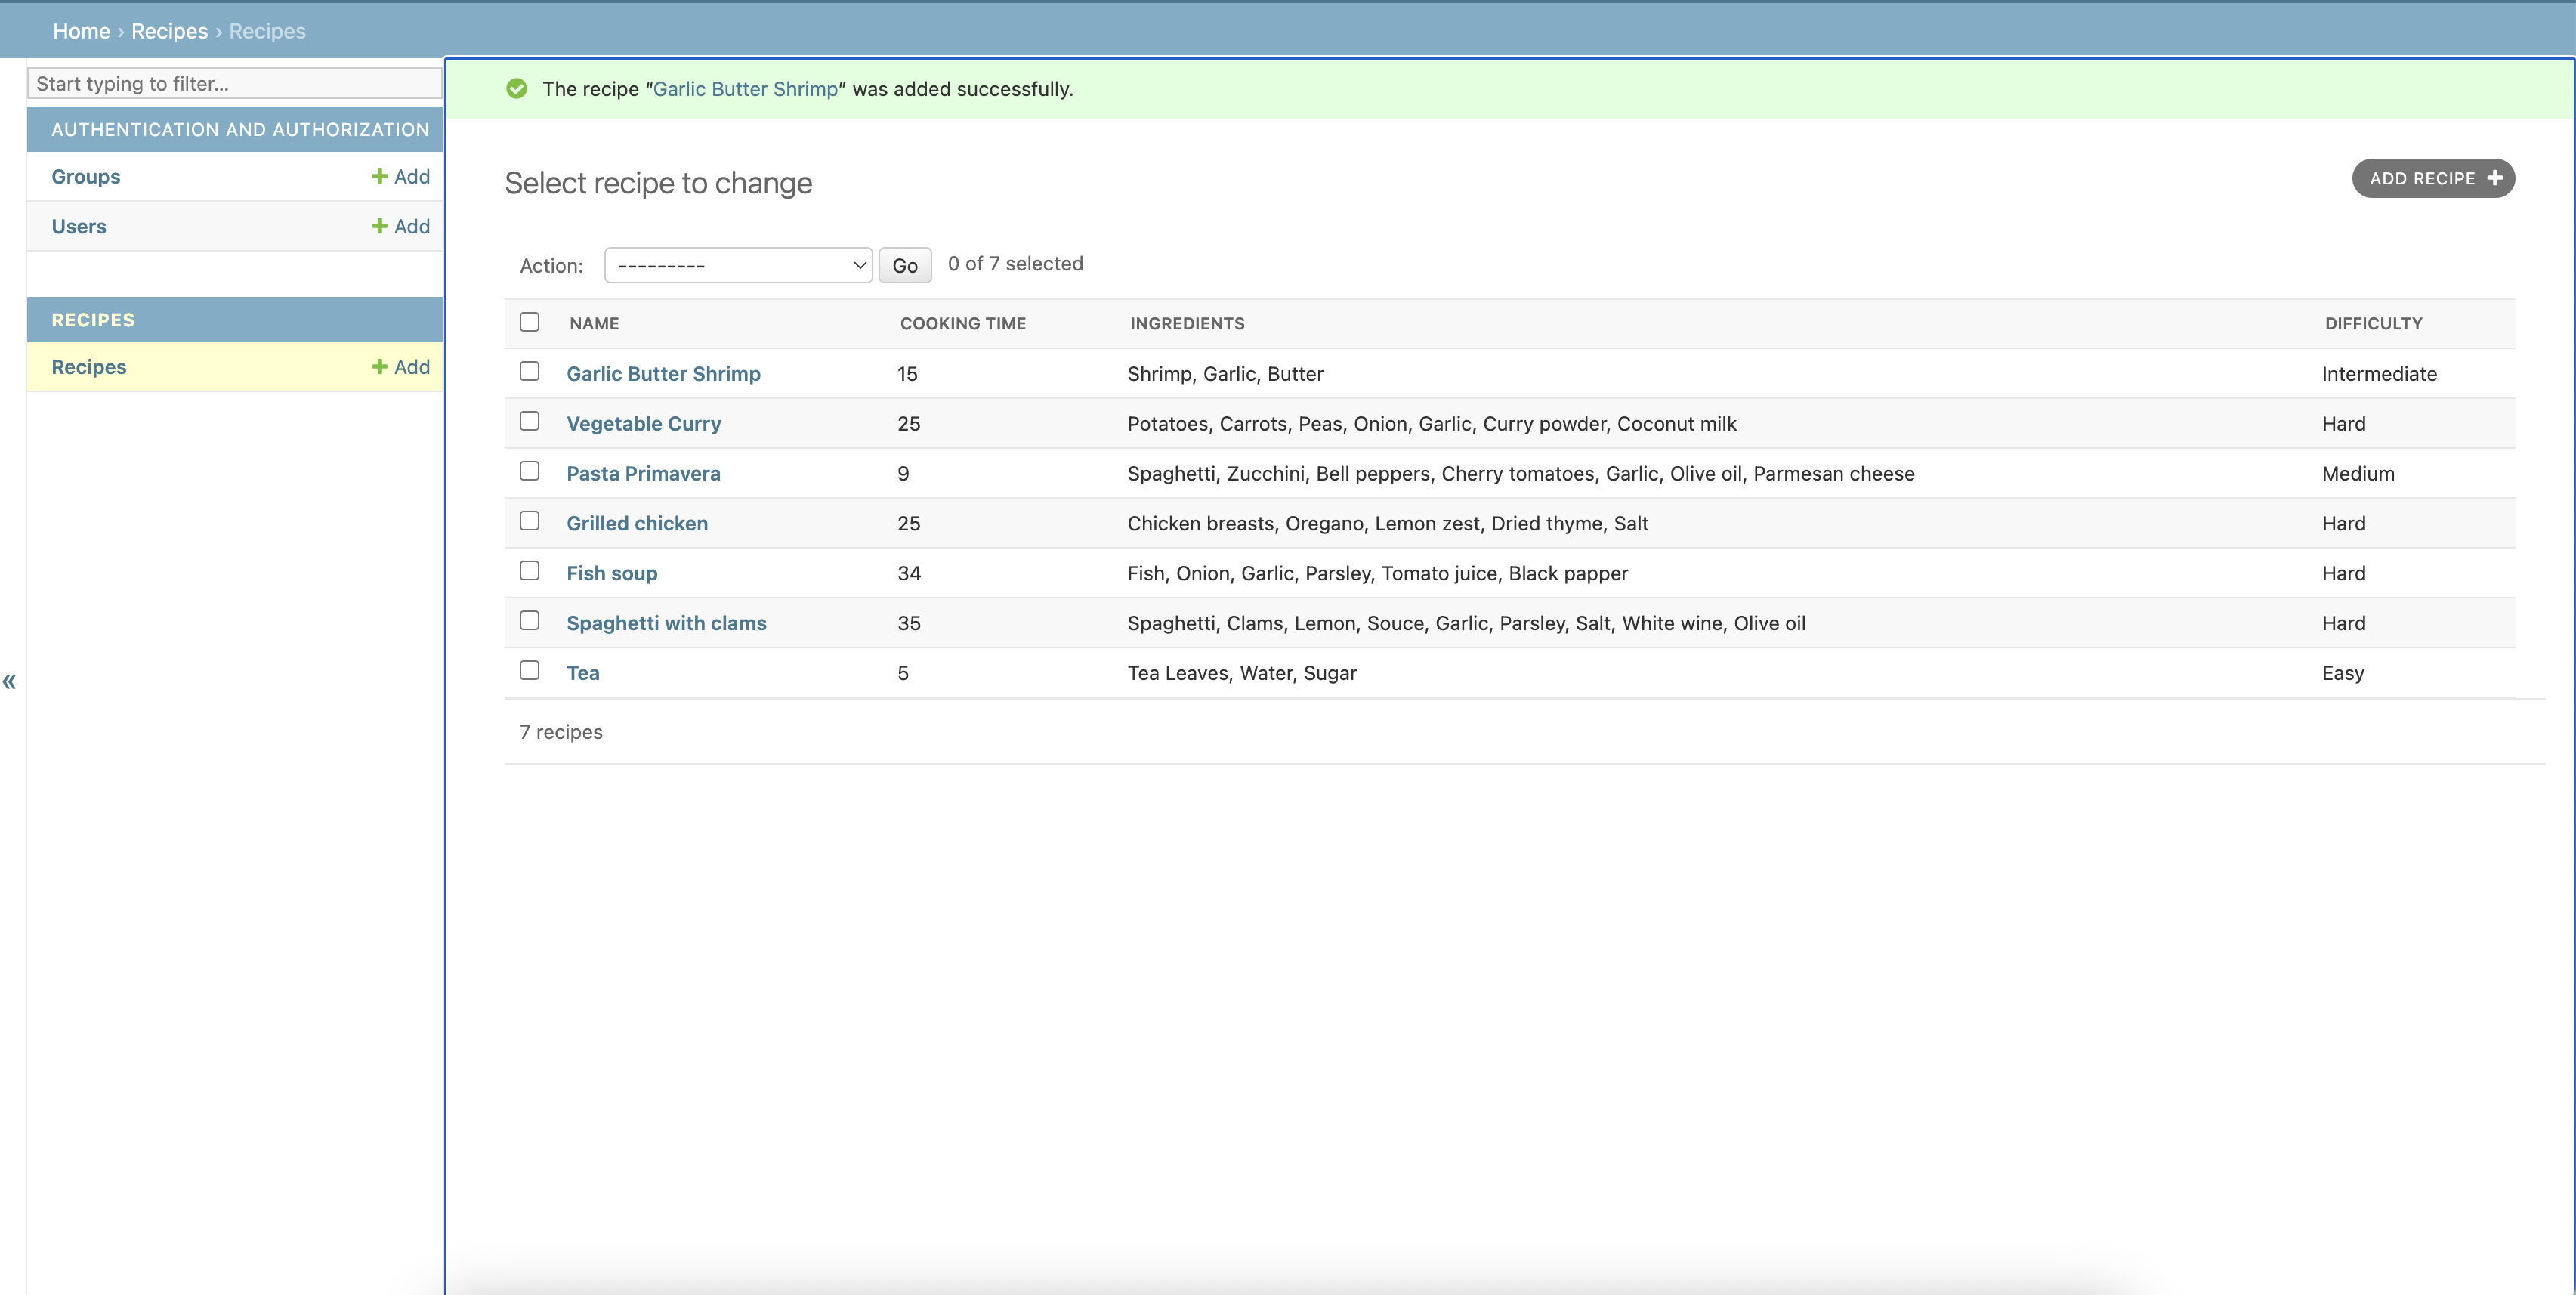 Home › Recipes › Recipes
Start typing to filter...
AUTHENTICATION AND AUTHORIZATION
Groups + Add
Users + Add
RECIPES
Recipes + Add
«
The recipe “Garlic Butter Shrimp” was added successfully.
Select recipe to change
ADD RECIPE +
Action: --------- Go 0 of 7 selected
NAME COOKING TIME INGREDIENTS DIFFICULTY
Garlic Butter Shrimp 15 Shrimp, Garlic, Butter Intermediate
Vegetable Curry 25 Potatoes, Carrots, Peas, Onion, Garlic, Curry powder, Coconut milk Hard
Pasta Primavera 9 Spaghetti, Zucchini, Bell peppers, Cherry tomatoes, Garlic, Olive oil, Parmesan cheese Medium
Grilled chicken 25 Chicken breasts, Oregano, Lemon zest, Dried thyme, Salt Hard
Fish soup 34 Fish, Onion, Garlic, Parsley, Tomato juice, Black papper Hard
Spaghetti with clams 35 Spaghetti, Clams, Lemon, Souce, Garlic, Parsley, Salt, White wine, Olive oil Hard
Tea 5 Tea Leaves, Water, Sugar Easy
7 recipes